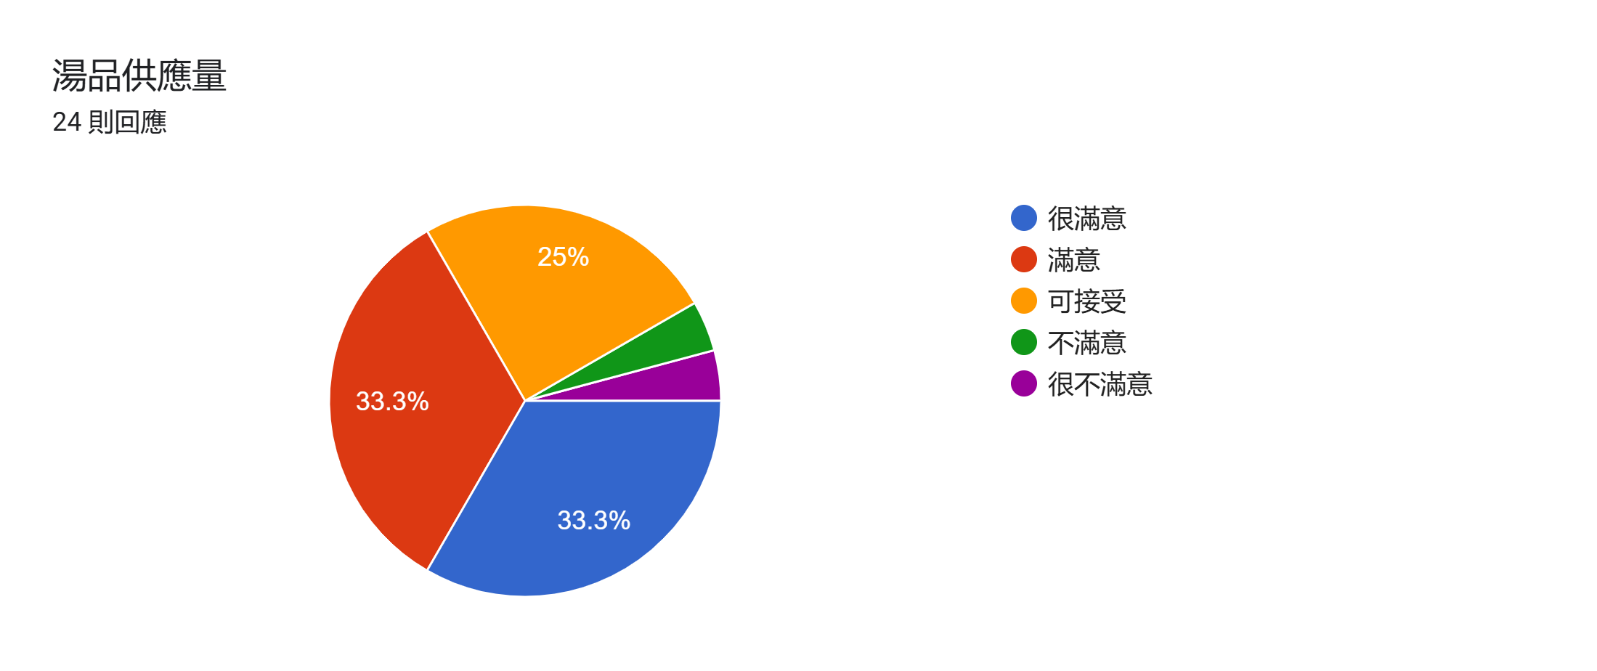 湯品供應量
24 則回應
25%
33.3%
33.3%
很滿意
滿意
可接受
不滿意
很不滿意